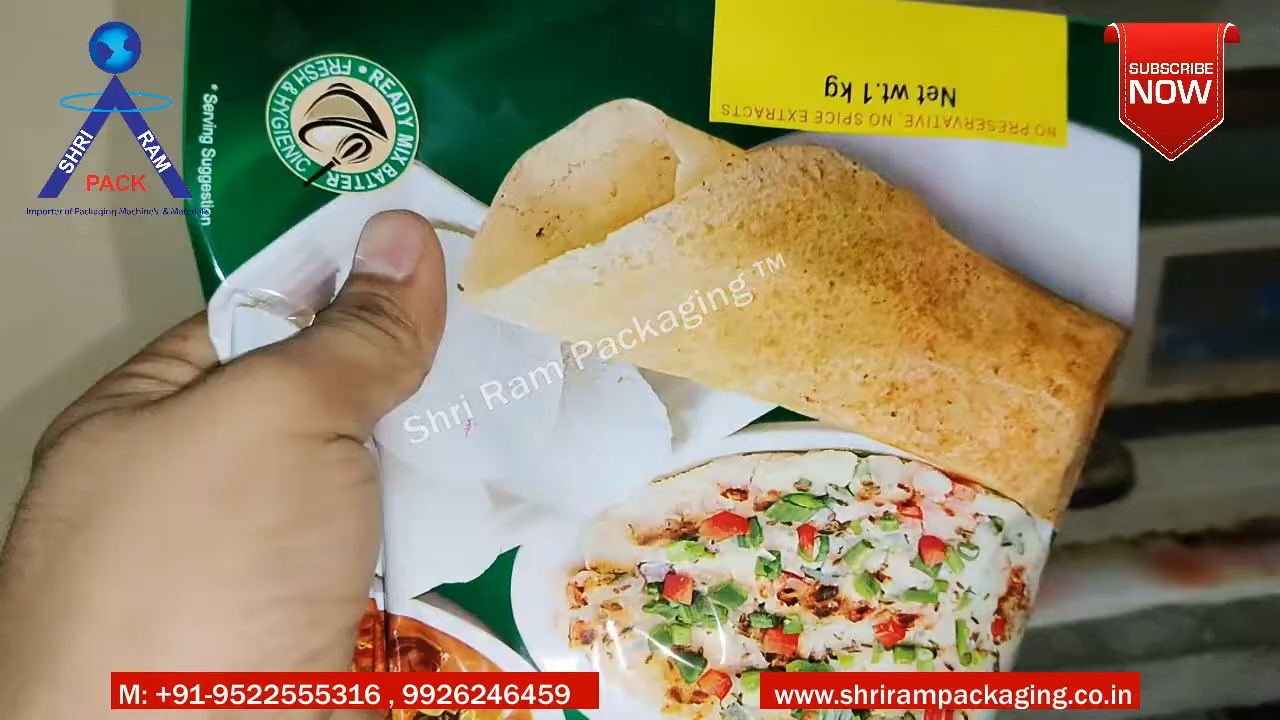 SHRI
RAM
PACK
Importer of Packaging Machine's & Materials
SUBSCRIBE
NOW
* Serving Suggestion
READY MIX BATTER
• FRESH & HYGIENIC
Net wt.1 kg
NO PRESERVATIVE, NO SPICE EXTRACTS
Shri Ram Packaging™
M: +91-9522555316 , 9926246459
www.shrirampackaging.co.in